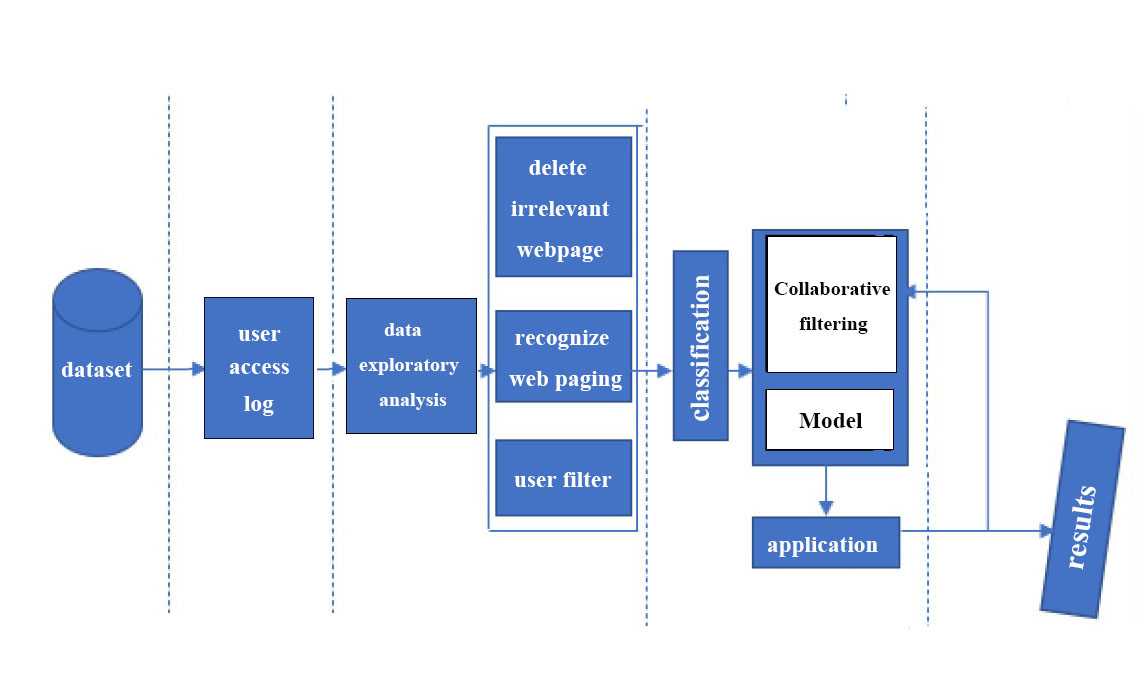 dataset
user
access
log
data
exploratory
analysis
delete
irrelevant
webpage
recognize
web paging
user filter
classification
Collaborative
filtering
Model
application
results